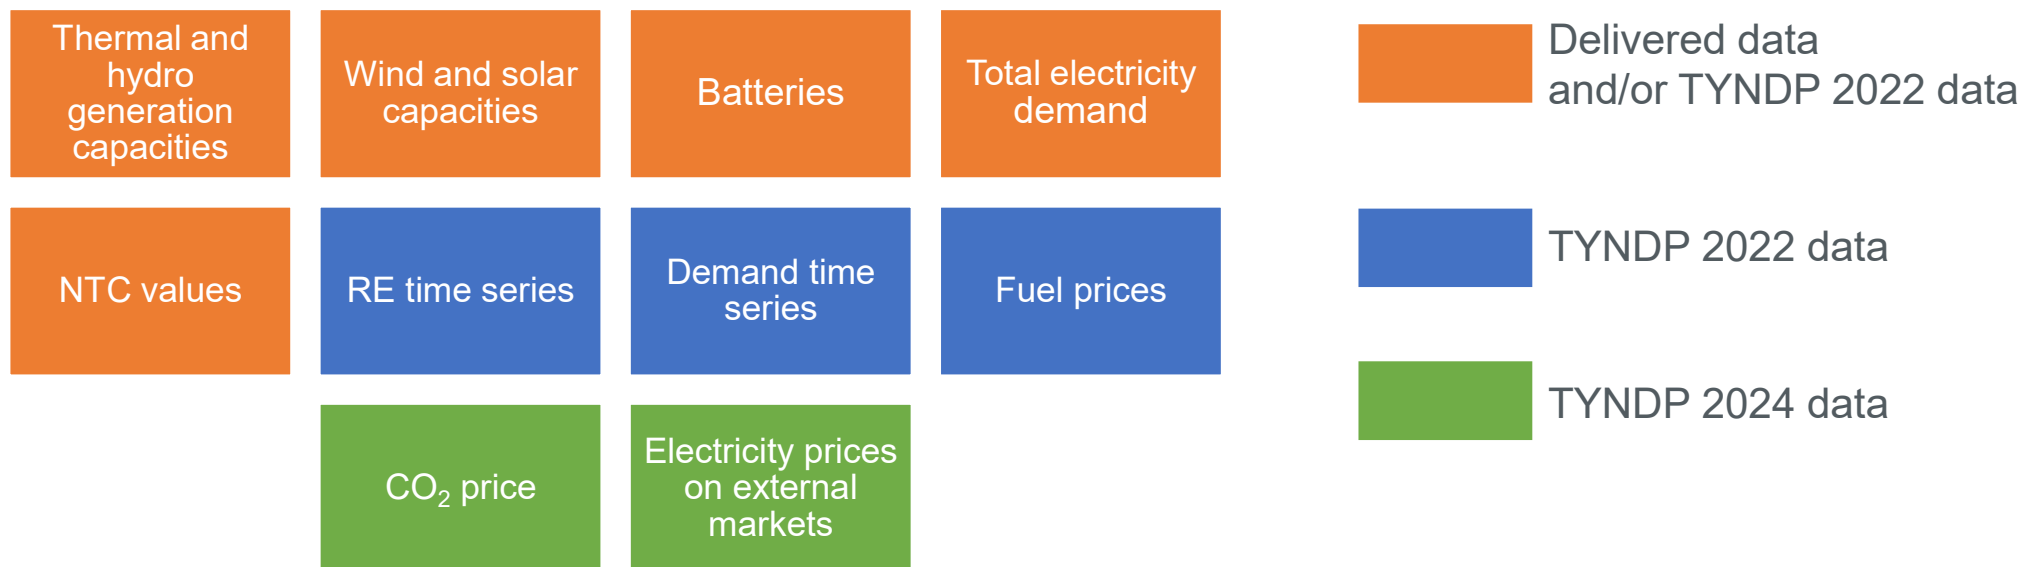 Thermal and
hydro
generation
capacities
Wind and solar
capacities
Batteries
Total electricity
demand
NTC values
RE time series
Demand time
series
Fuel prices
CO₂ price
Electricity prices
on external
markets
Delivered data
and/or TYNDP 2022 data
TYNDP 2022 data
TYNDP 2024 data